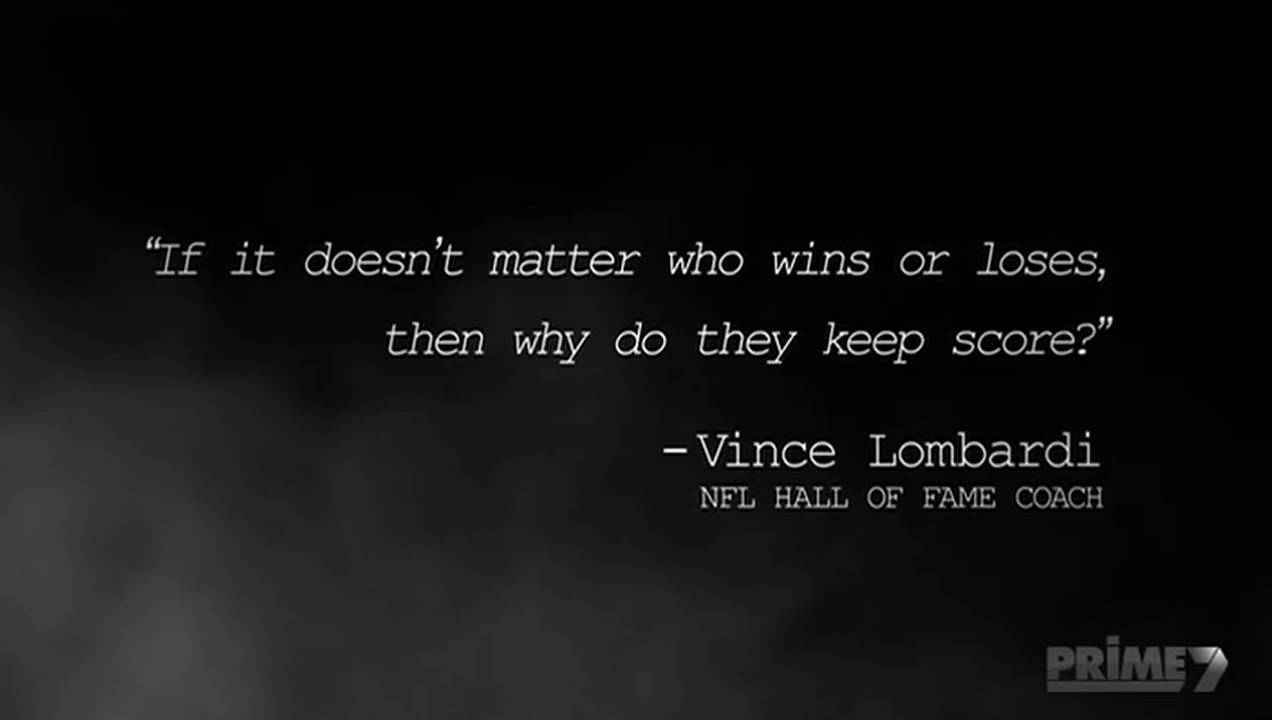 “If it doesn’t matter who wins or loses,
then why do they keep score?”
–Vince Lombardi
NFL HALL OF FAME COACH
PRiME7